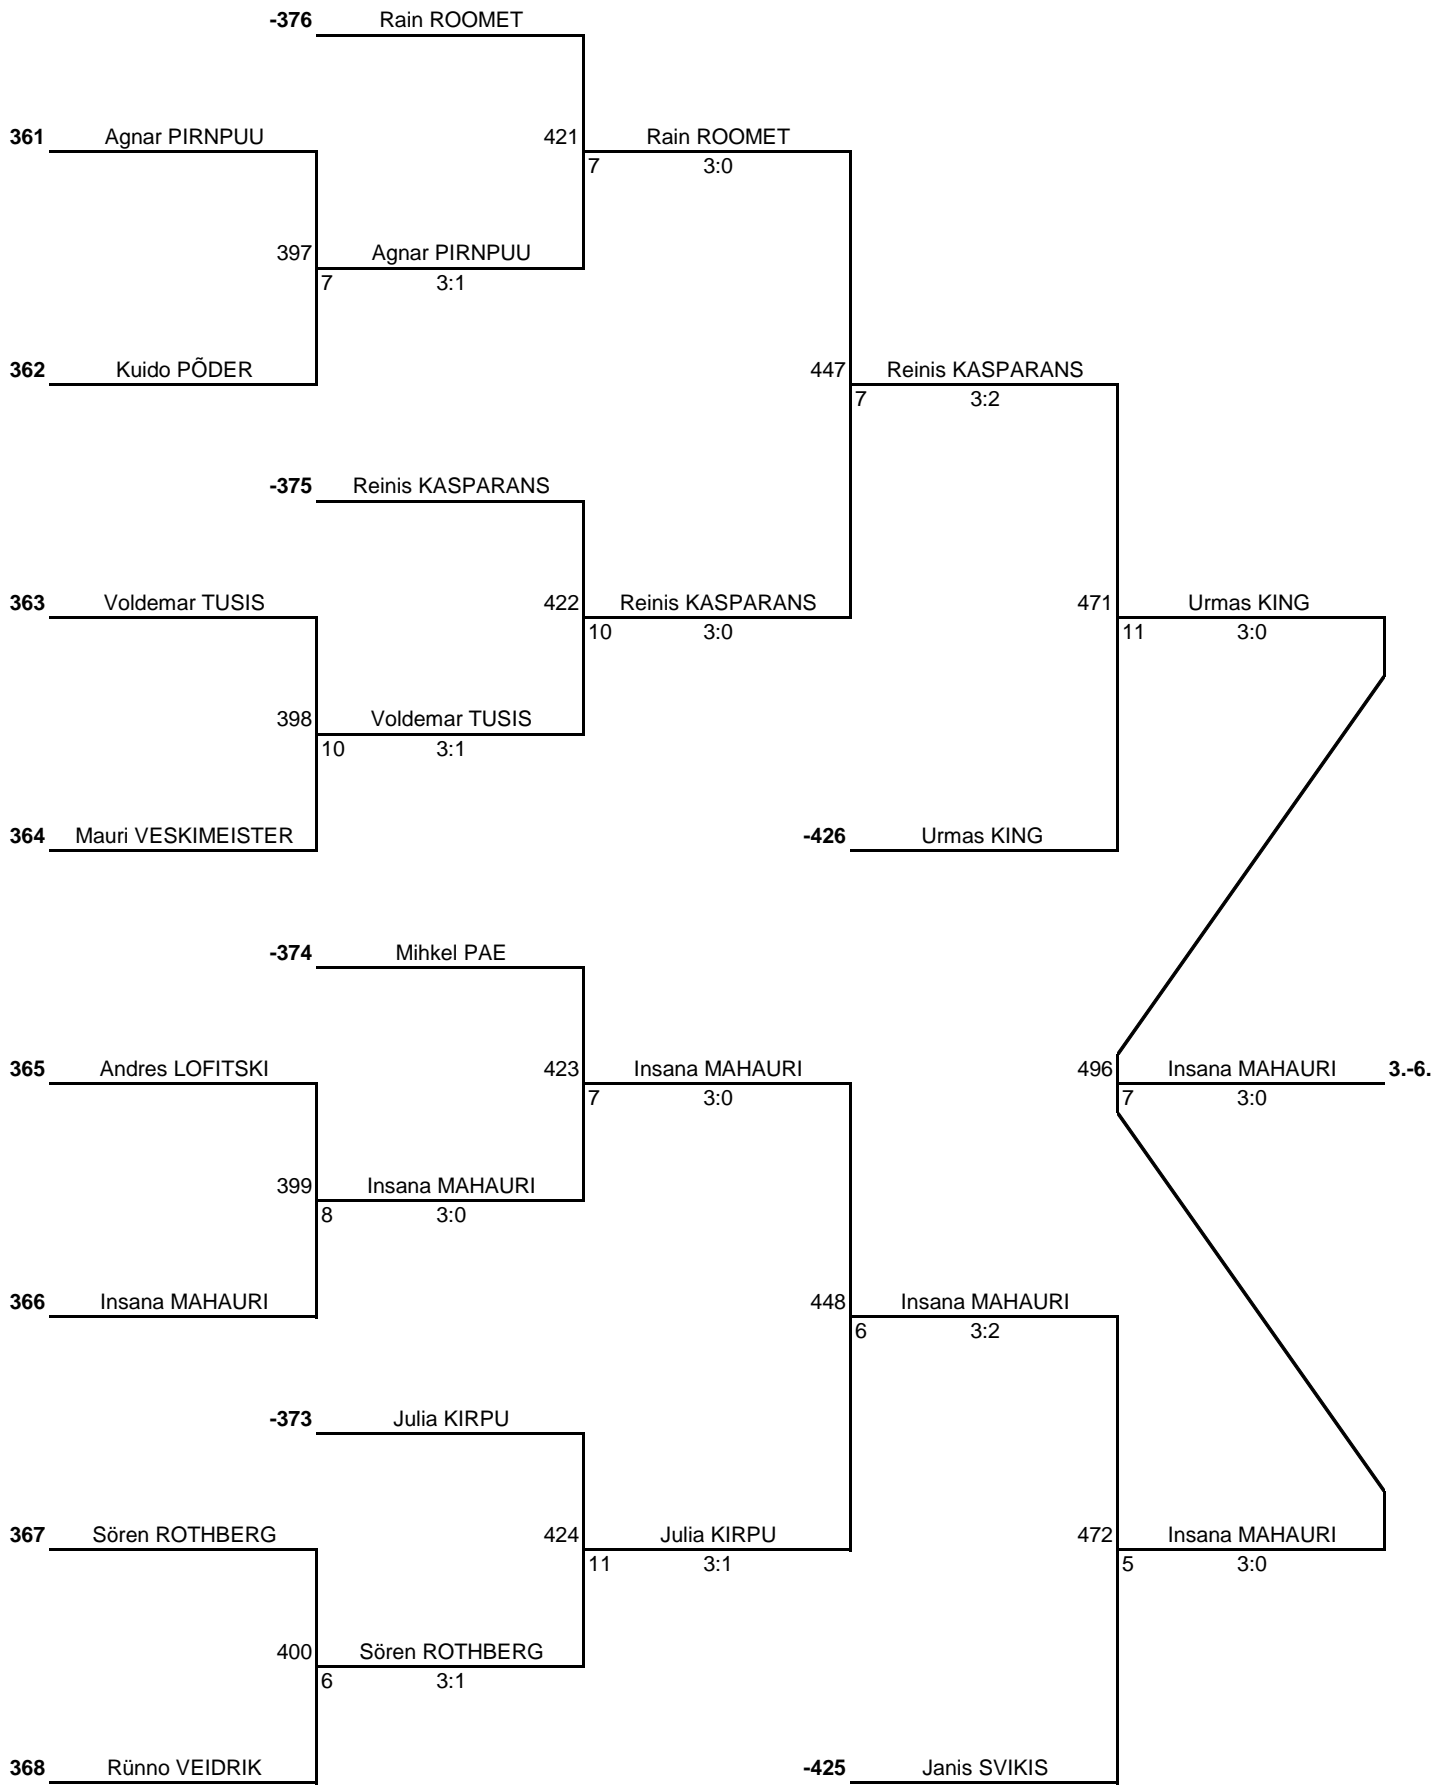 -376 Rain ROOMET
361 Agnar PIRNPUU 421 Rain ROOMET
7 3:0
397 Agnar PIRNPUU
7 3:1
362 Kuido PÕDER 447 Reinis KASPARANS
7 3:2
-375 Reinis KASPARANS
363 Voldemar TUSIS 422 Reinis KASPARANS 471 Urmas KING
10 3:0 11 3:0
398 Voldemar TUSIS
10 3:1
364 Mauri VESKIMEISTER -426 Urmas KING
-374 Mihkel PAE
365 Andres LOFITSKI 423 Insana MAHAURI 496 Insana MAHAURI 3.-6.
7 3:0 7 3:0
399 Insana MAHAURI
8 3:0
366 Insana MAHAURI 448 Insana MAHAURI
6 3:2
-373 Julia KIRPU
367 Sören ROTHBERG 424 Julia KIRPU 472 Insana MAHAURI
11 3:1 5 3:0
400 Sören ROTHBERG
6 3:1
368 Rünno VEIDRIK -425 Janis SVIKIS